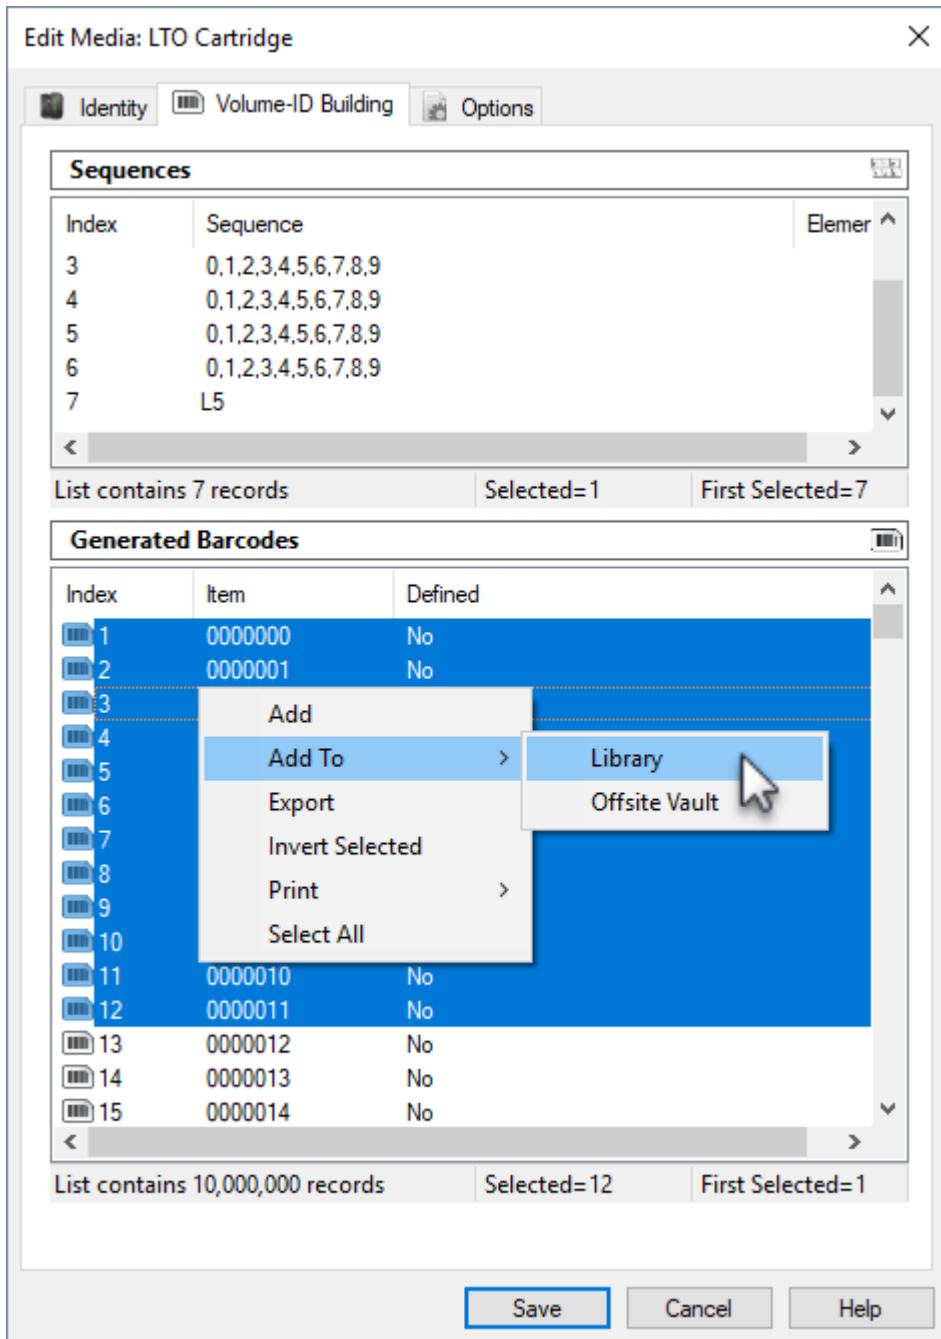 Edit Media: LTO Cartridge
Identity Volume-ID Building Options
Sequences
Index Sequence Elemer
3 0,1,2,3,4,5,6,7,8,9
4 0,1,2,3,4,5,6,7,8,9
5 0,1,2,3,4,5,6,7,8,9
6 0,1,2,3,4,5,6,7,8,9
7 L5
List contains 7 records Selected=1 First Selected=7
Generated Barcodes
Index Item Defined
1 0000000 No
2 0000001 No
3
4
5
6
7
8
9
10
11 0000010 No
12 0000011 No
13 0000012 No
14 0000013 No
15 0000014 No
Add
Add To
Export
Invert Selected
Print
Select All
Library
Offsite Vault
List contains 10,000,000 records Selected=12 First Selected=1
Save Cancel Help